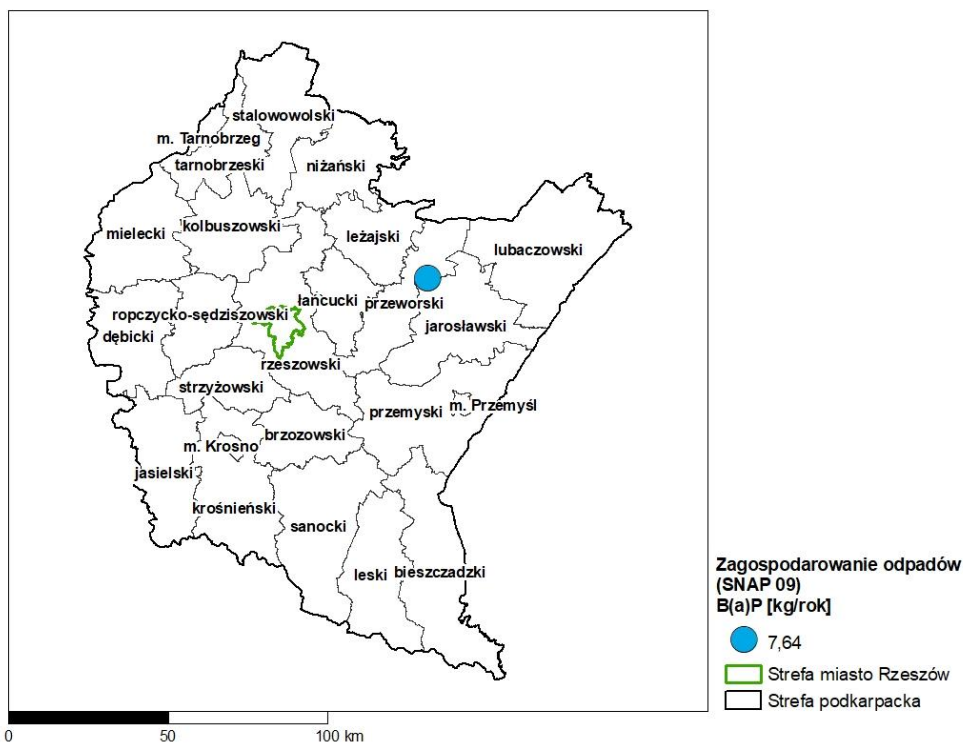 stalowowolski
m. Tarnobrzeg
tarnobrzeski
niżański
mielecki
kolbuszowski
leżajski
lubaczowski
łańcucki
przeworski
ropczycko-sędziszowski
jarosławski
dębicki
rzeszowski
strzyżowski
przemyski
m. Przemyśl
m. Krosno
brzozowski
jasielski
krośnieński
sanocki
leski
bieszczadzki
Zagospodarowanie odpadów
(SNAP 09)
B(a)P [kg/rok]
7,64
Strefa miasto Rzeszów
Strefa podkarpacka
0 50 100 km